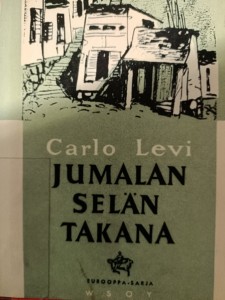 Carlo Levi
JUMALAN
SELÄN
TAKANA
EUROOPPA-SARJA
WSOY